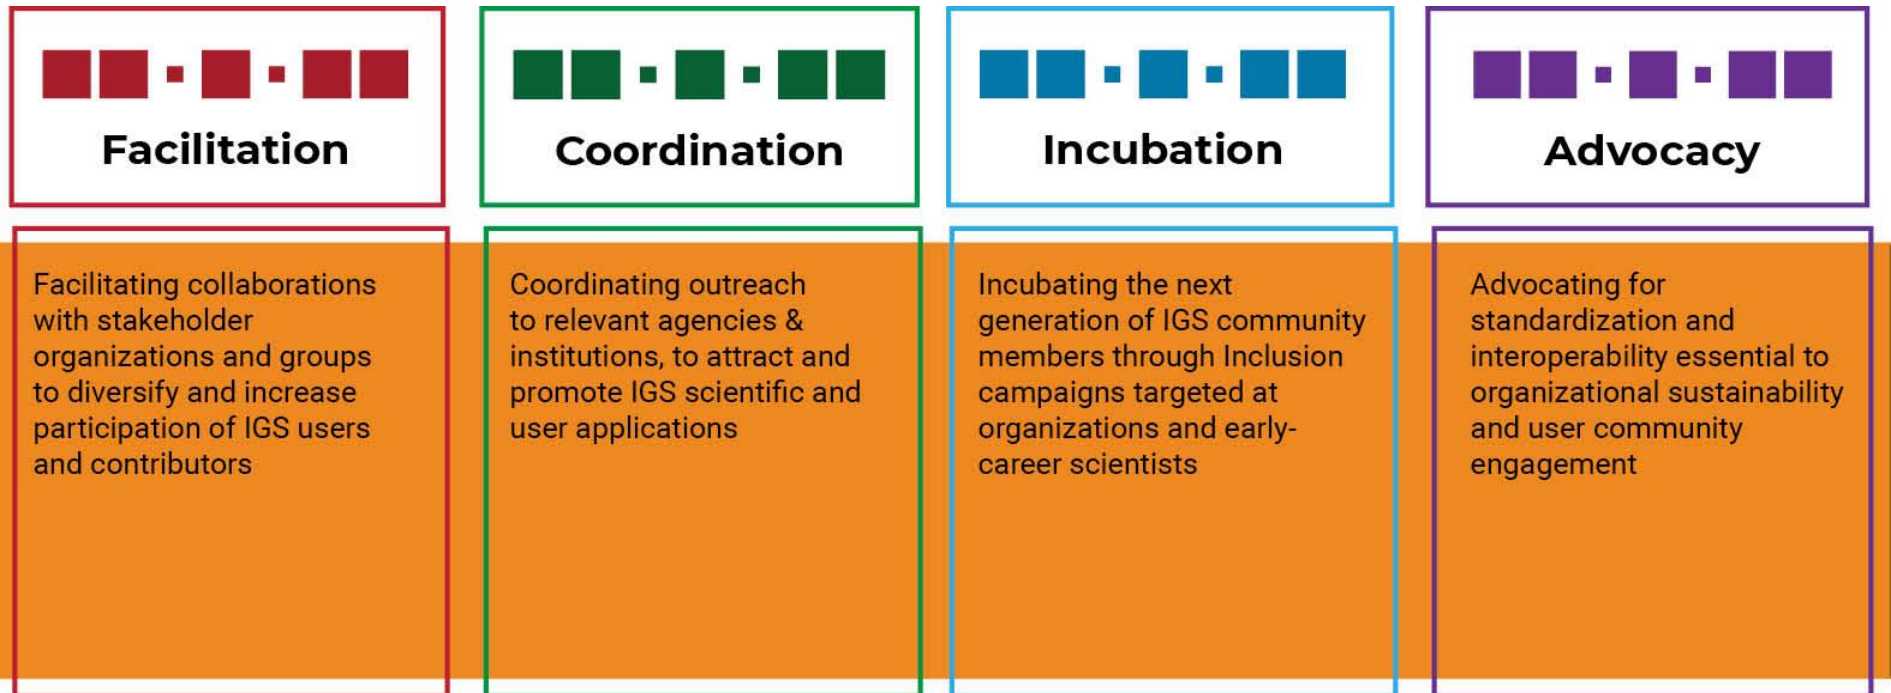 Facilitation
Facilitating collaborations
with stakeholder
organizations and groups
to diversify and increase
participation of IGS users
and contributors
Coordination
Coordinating outreach
to relevant agencies &
institutions, to attract and
promote IGS scientific and
user applications
Incubation
Incubating the next
generation of IGS community
members through Inclusion
campaigns targeted at
organizations and early-
career scientists
Advocacy
Advocating for
standardization and
interoperability essential to
organizational sustainability
and user community
engagement